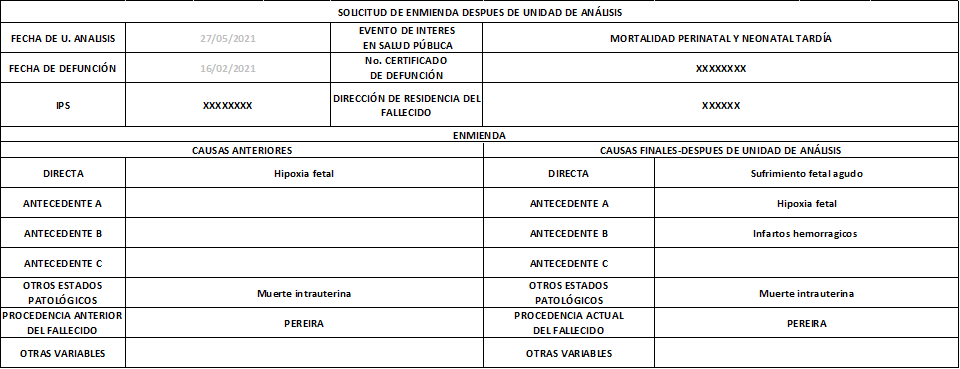 SOLICITUD DE ENMIENDA DESPUES DE UNIDAD DE ANÁLISIS
FECHA DE U. ANALISIS 27/05/2021 EVENTO DE INTERES EN SALUD PÚBLICA MORTALIDAD PERINATAL Y NEONATAL TARDÍA
FECHA DE DEFUNCIÓN 16/02/2021 No. CERTIFICADO DE DEFUNCIÓN XXXXXXXX
IPS XXXXXXXX DIRECCIÓN DE RESIDENCIA DEL FALLECIDO XXXXXX
ENMIENDA
CAUSAS ANTERIORES CAUSAS FINALES-DESPUES DE UNIDAD DE ANÁLISIS
DIRECTA Hipoxia fetal DIRECTA Sufrimiento fetal agudo
ANTECEDENTE A ANTECEDENTE A Hipoxia fetal
ANTECEDENTE B ANTECEDENTE B Infartos hemorragicos
ANTECEDENTE C ANTECEDENTE C
OTROS ESTADOS PATOLÓGICOS Muerte intrauterina OTROS ESTADOS PATOLÓGICOS Muerte intrauterina
PROCEDENCIA ANTERIOR DEL FALLECIDO PEREIRA PROCEDENCIA ACTUAL DEL FALLECIDO PEREIRA
OTRAS VARIABLES OTRAS VARIABLES